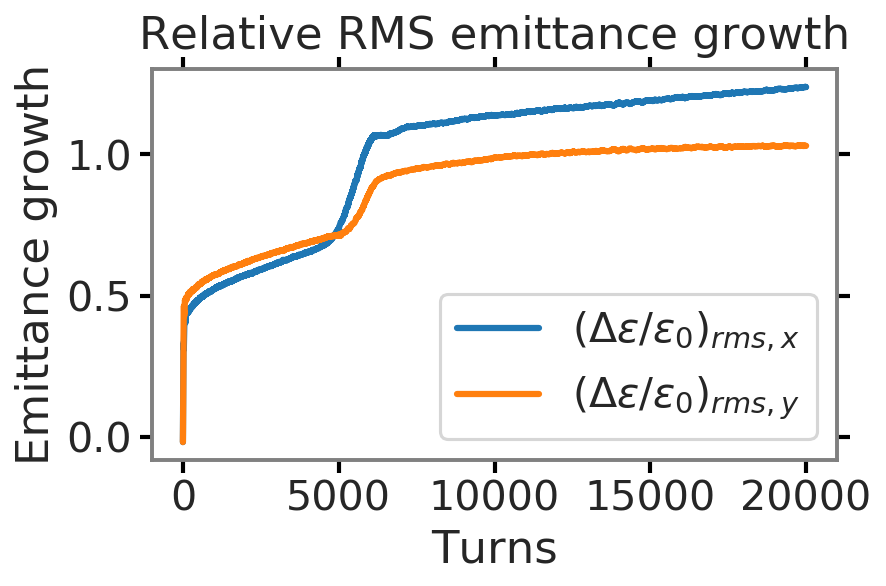 Relative RMS emittance growth
Emittance growth
1.0
0.5
0.0
(Δε/ε₀)rms, x
(Δε/ε₀)rms, y
0 5000 10000 15000 20000
Turns